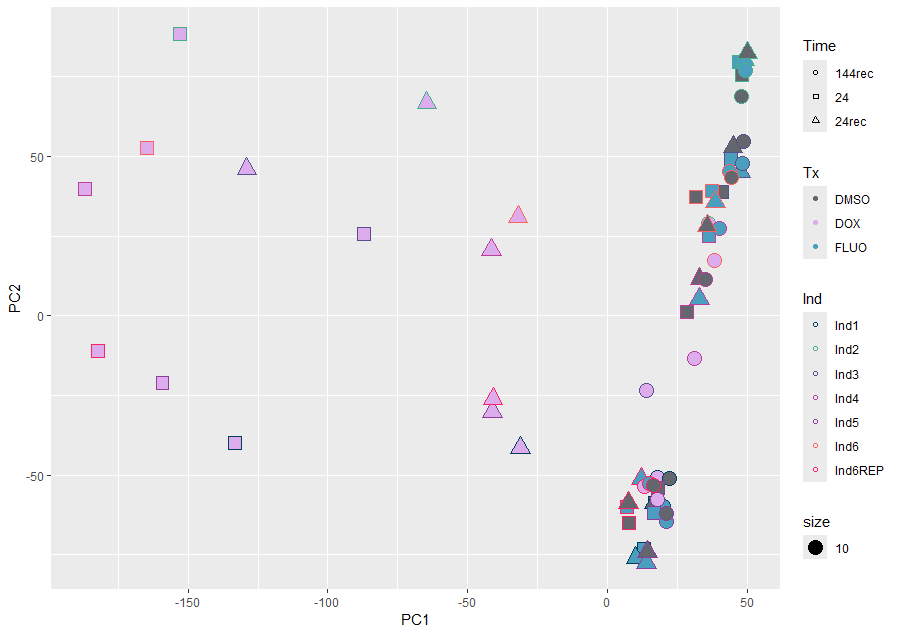 PC2
50
0
-50
-150
-100
-50
0
50
PC1
Time
144rec
24
24rec
Tx
DMSO
DOX
FLUO
Ind
Ind1
Ind2
Ind3
Ind4
Ind5
Ind6
Ind6REP
size
10